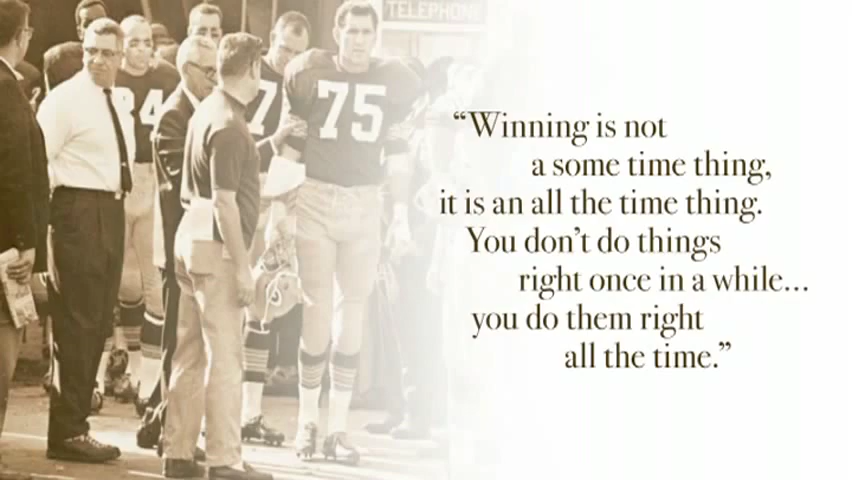 TELEPHONE
84
7
75
“Winning is not
a some time thing,
it is an all the time thing.
You don’t do things
right once in a while...
you do them right
all the time.”